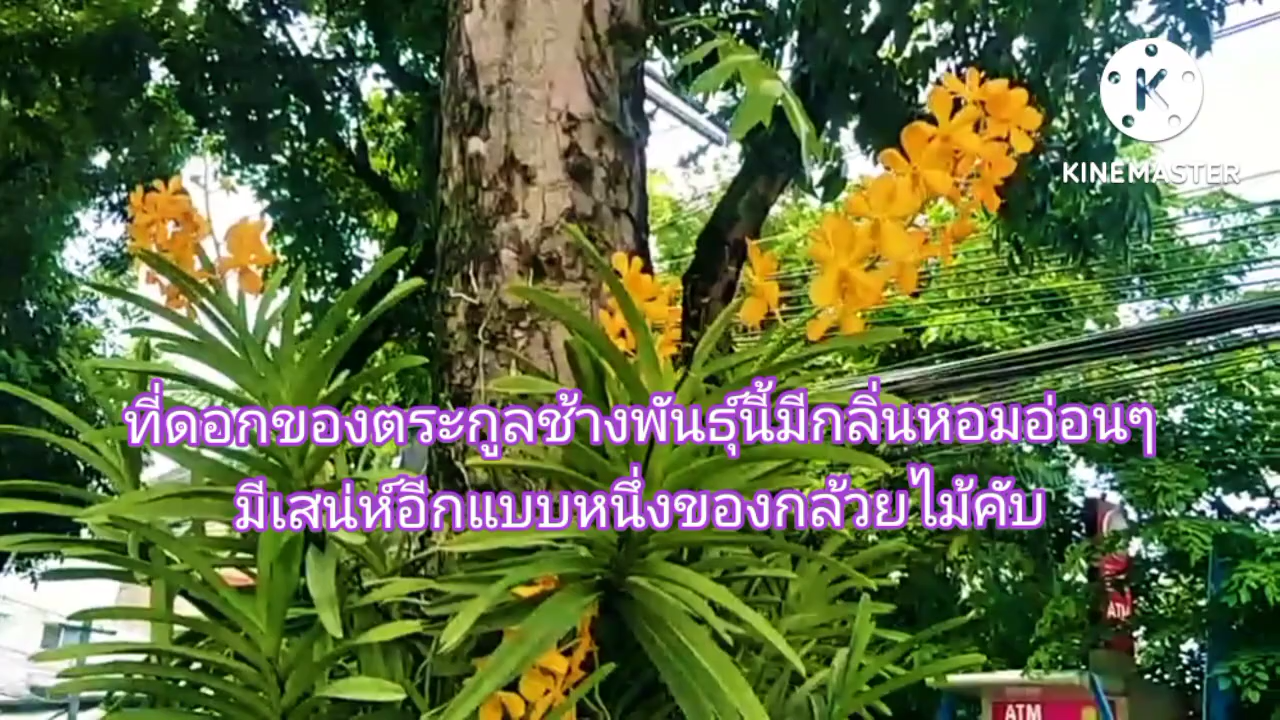 K
KINEMASTER
ที่ดอกของตระกูลช้างพันธุ์นี้มีกลิ่นหอมอ่อนๆ
มีเสน่ห์อีกแบบหนึ่งของกล้วยไม้คับ
ATM
ATM